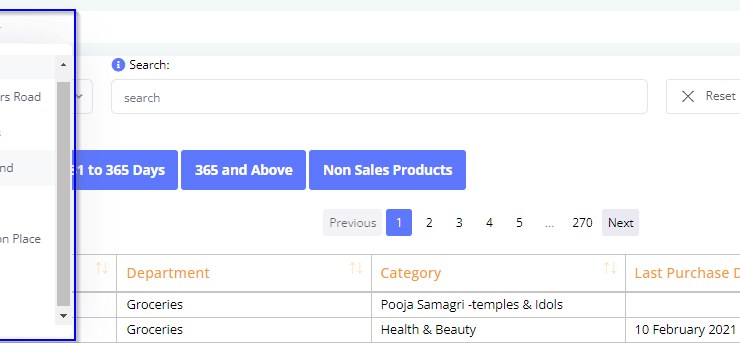 Search:
rs Road
search
Reset
nd
1 to 365 Days
365 and Above
Non Sales Products
on Place
Previous
1
2
3
4
5
...
270
Next
Department
Category
Last Purchase D
Groceries
Pooja Samagri -temples & Idols
Groceries
Health & Beauty
10 February 2021